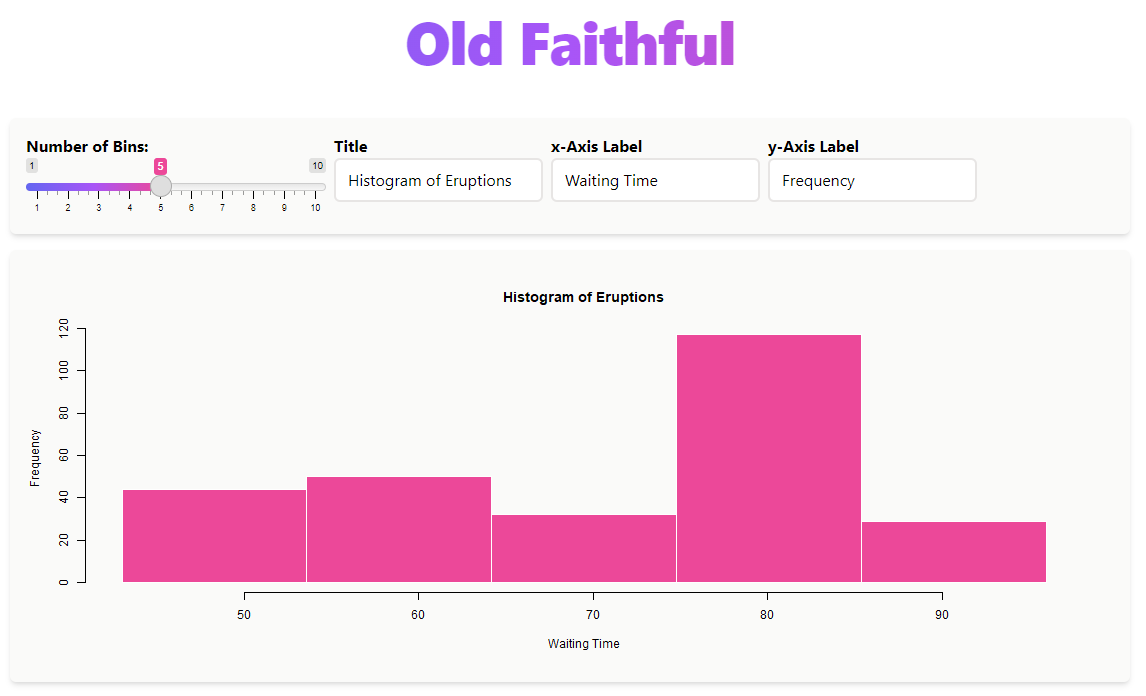 Old Faithful
Number of Bins:
1 5 10
1 2 3 4 5 6 7 8 9 10
Title
Histogram of Eruptions
x-Axis Label
Waiting Time
y-Axis Label
Frequency
Histogram of Eruptions
Frequency
120
100
80
60
40
20
0
50 60 70 80 90
Waiting Time